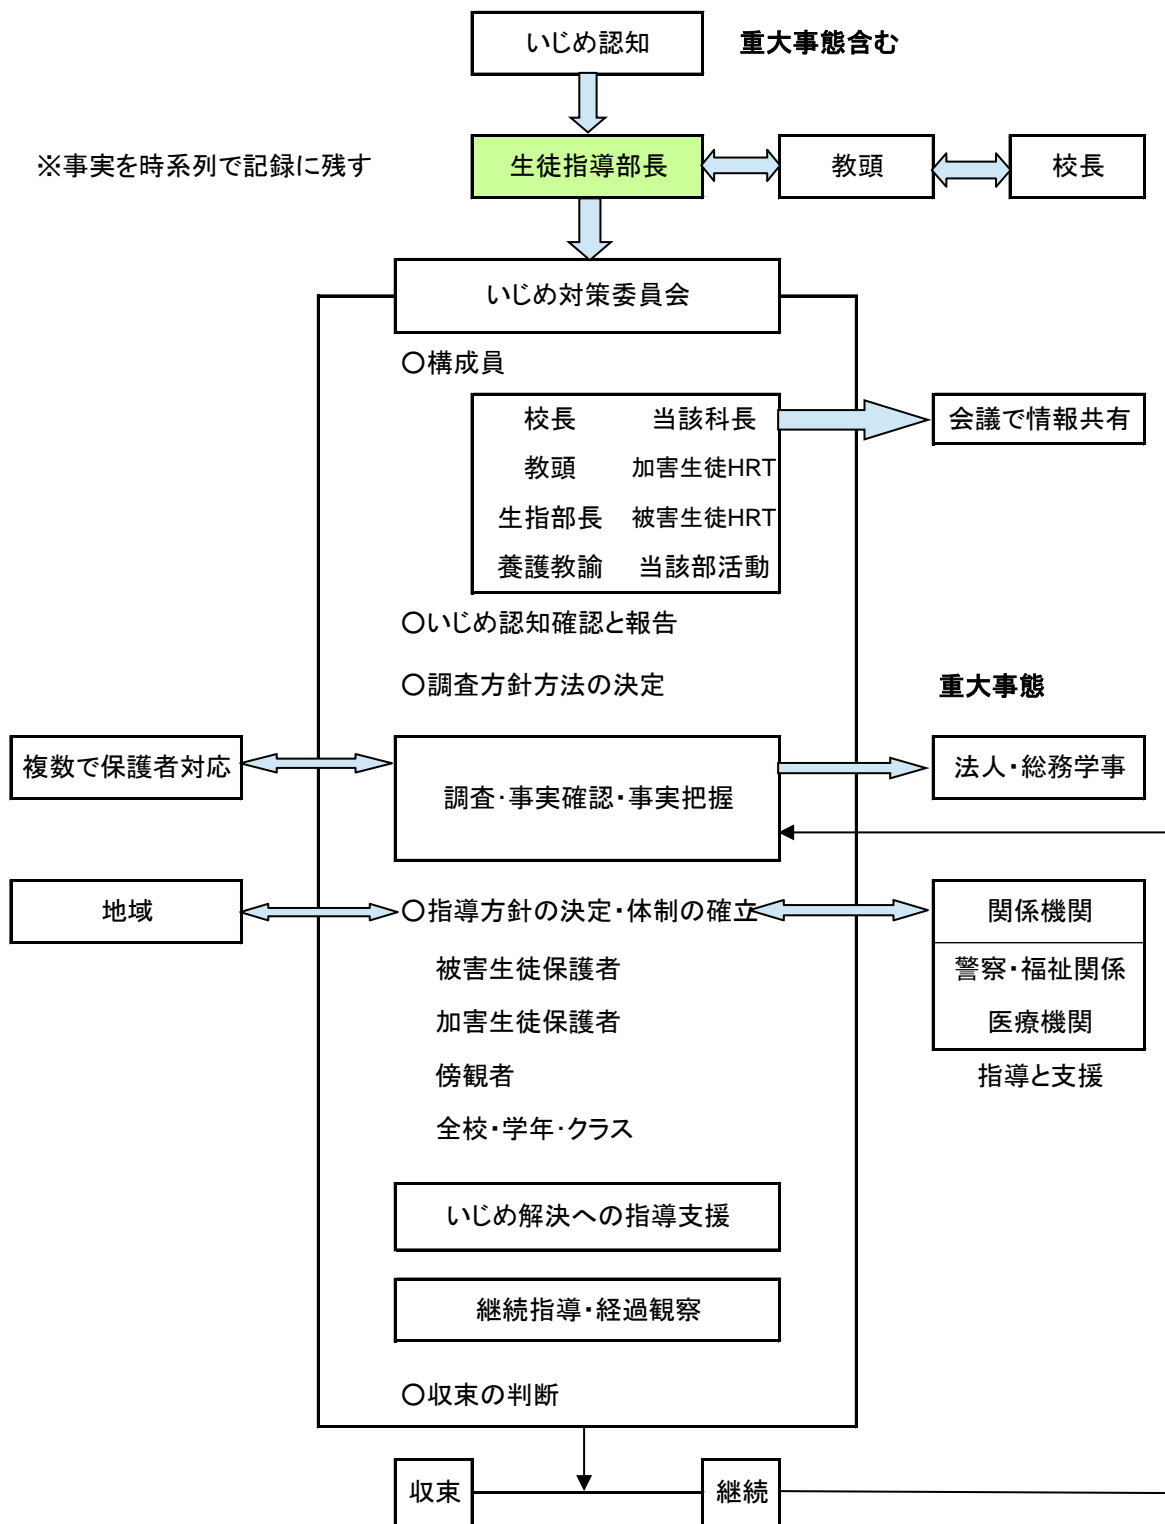 いじめ認知
重大事態含む
※事実を時系列で記録に残す
生徒指導部長
教頭
校長
いじめ対策委員会
〇構成員
校長 当該科長
教頭 加害生徒HRT
生指部長 被害生徒HRT
養護教諭 当該部活動
会議で情報共有
〇いじめ認知確認と報告
〇調査方針方法の決定
重大事態
複数で保護者対応
調査・事実確認・事実把握
法人・総務学事
地域
〇指導方針の決定・体制の確立
関係機関
被害生徒保護者
警察・福祉関係
加害生徒保護者
医療機関
傍観者
指導と支援
全校・学年・クラス
いじめ解決への指導支援
継続指導・経過観察
〇収束の判断
収束
継続